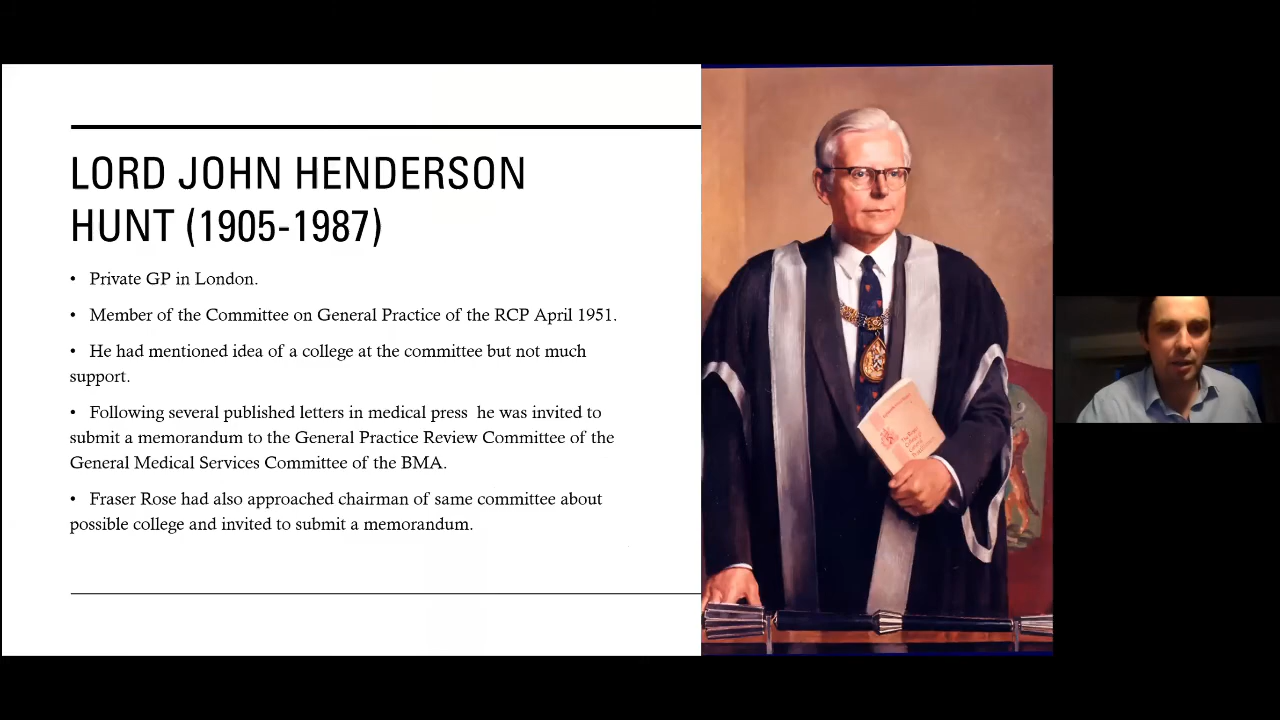 LORD JOHN HENDERSON
HUNT (1905-1987)
• Private GP in London.
• Member of the Committee on General Practice of the RCP April 1951.
• He had mentioned idea of a college at the committee but not much
support.
• Following several published letters in medical press he was invited to
submit a memorandum to the General Practice Review Committee of the
General Medical Services Committee of the BMA.
• Fraser Rose had also approached chairman of same committee about
possible college and invited to submit a memorandum.